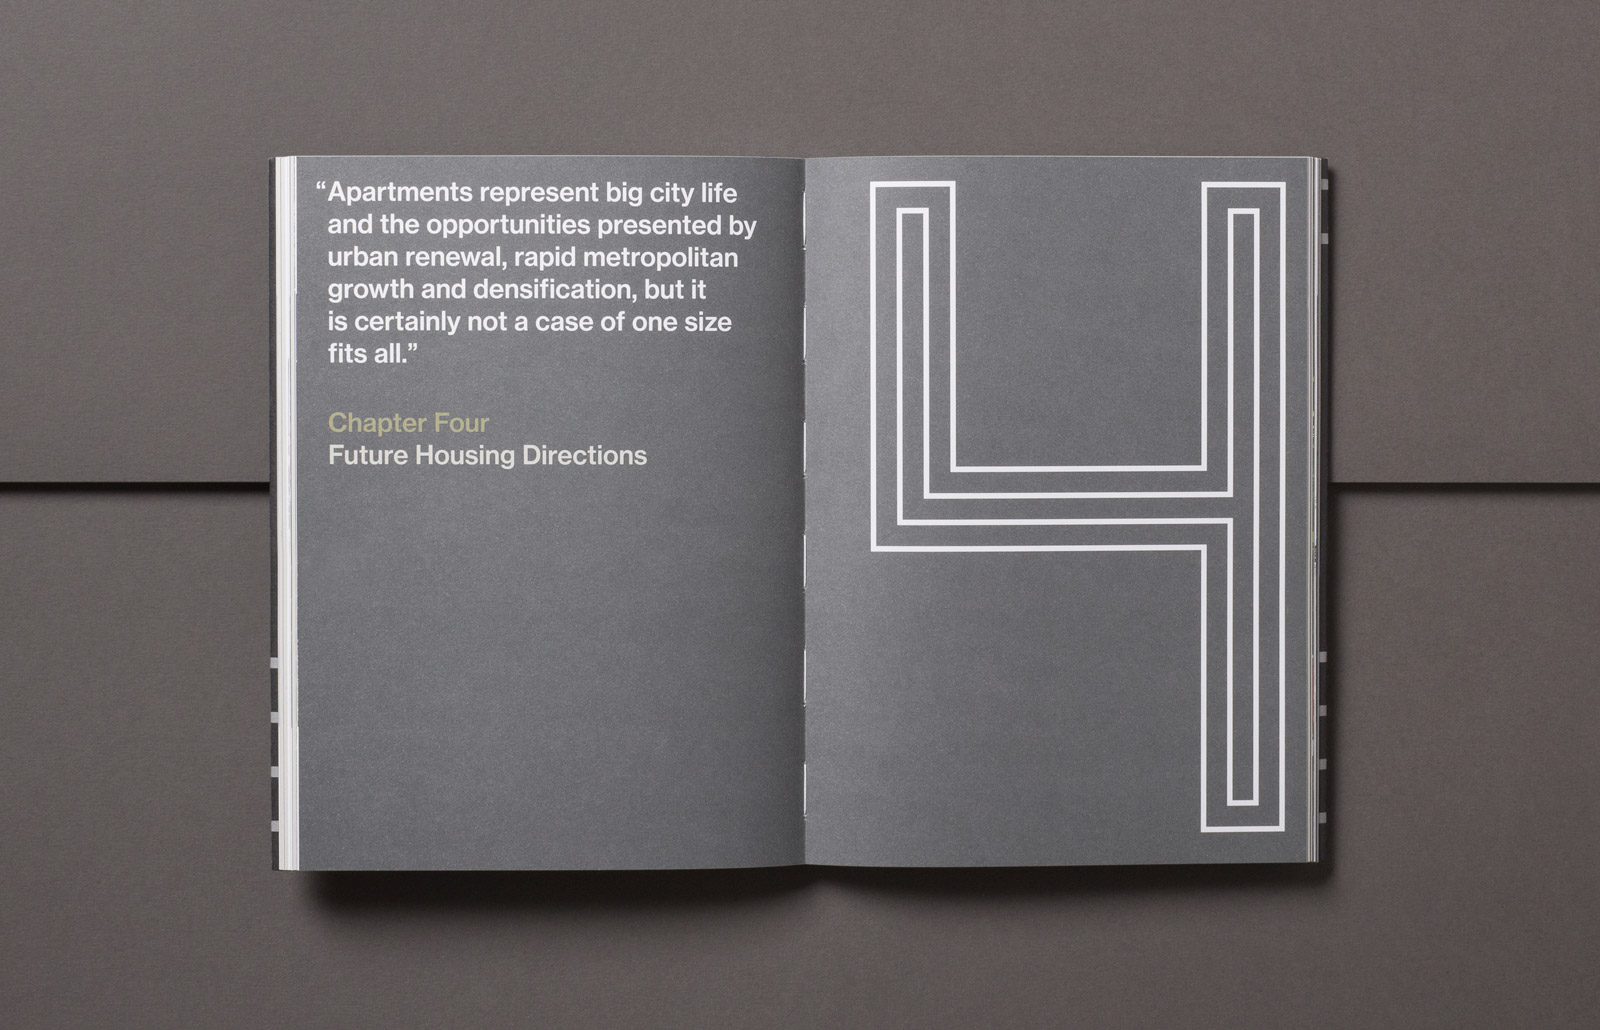 “Apartments represent big city life
and the opportunities presented by
urban renewal, rapid metropolitan
growth and densification, but it
is certainly not a case of one size
fits all.”
Chapter Four
Future Housing Directions
4